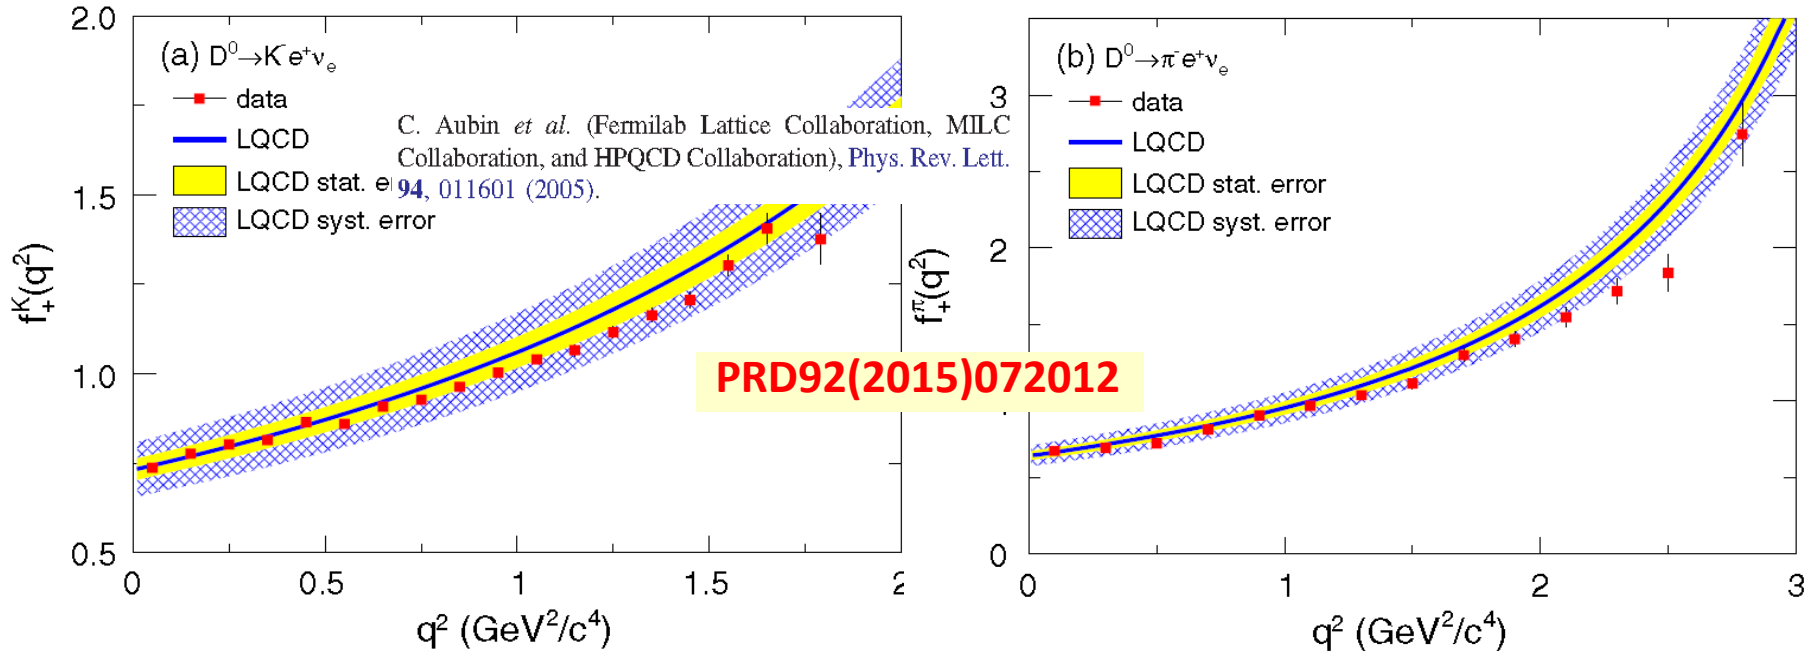 2.0
(a) D⁰→K⁻e⁺νₑ
data
LQCD
LQCD stat. e
LQCD syst. error
C. Aubin et al. (Fermilab Lattice Collaboration, MILC
Collaboration, and HPQCD Collaboration), Phys. Rev. Lett.
94, 011601 (2005).
1.5
1.0
0.5
f₊ᴷ(q²)
0 0.5 1 1.5 2
q² (GeV²/c⁴)
PRD92(2015)072012
(b) D⁰→π⁻e⁺νₑ
data
LQCD
LQCD stat. error
LQCD syst. error
3
2
0
f₊^π(q²)
0 1 2 3
q² (GeV²/c⁴)